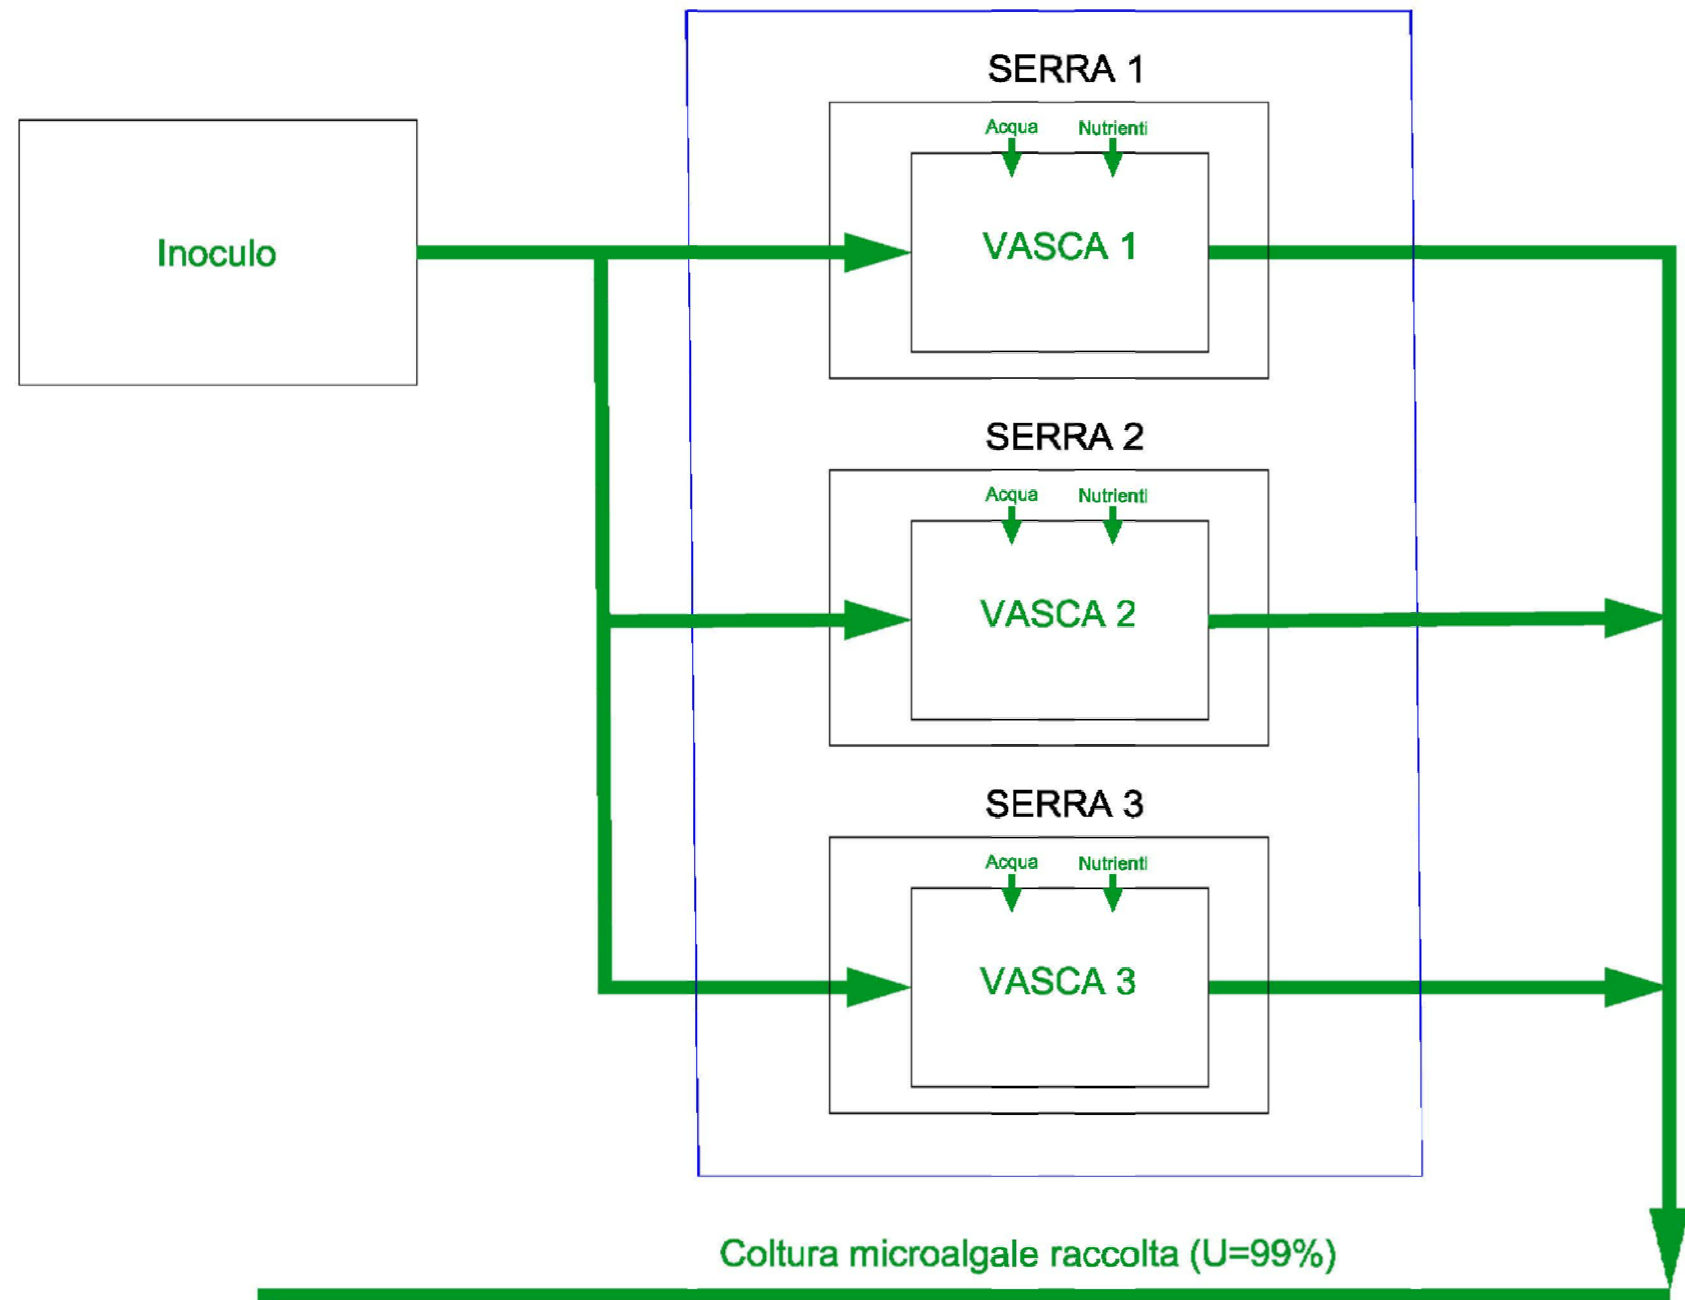 SERRA 1
Acqua Nutrienti
Inoculo
VASCA 1
SERRA 2
Acqua Nutrienti
VASCA 2
SERRA 3
Acqua Nutrienti
VASCA 3
Coltura microalgale raccolta (U=99%)